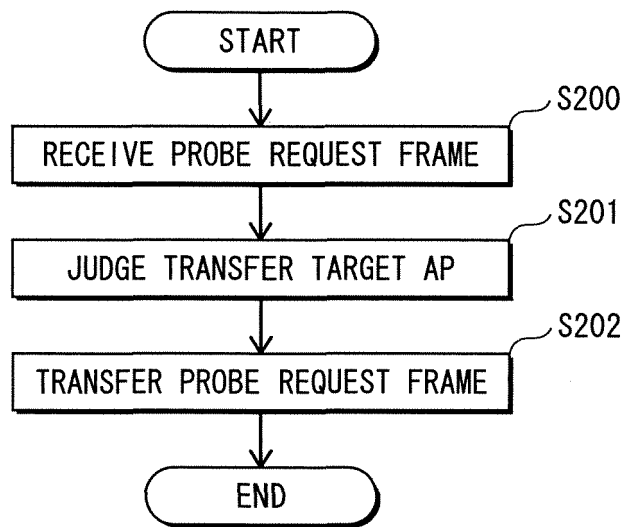 START
S200
RECEIVE PROBE REQUEST FRAME
S201
JUDGE TRANSFER TARGET AP
S202
TRANSFER PROBE REQUEST FRAME
END